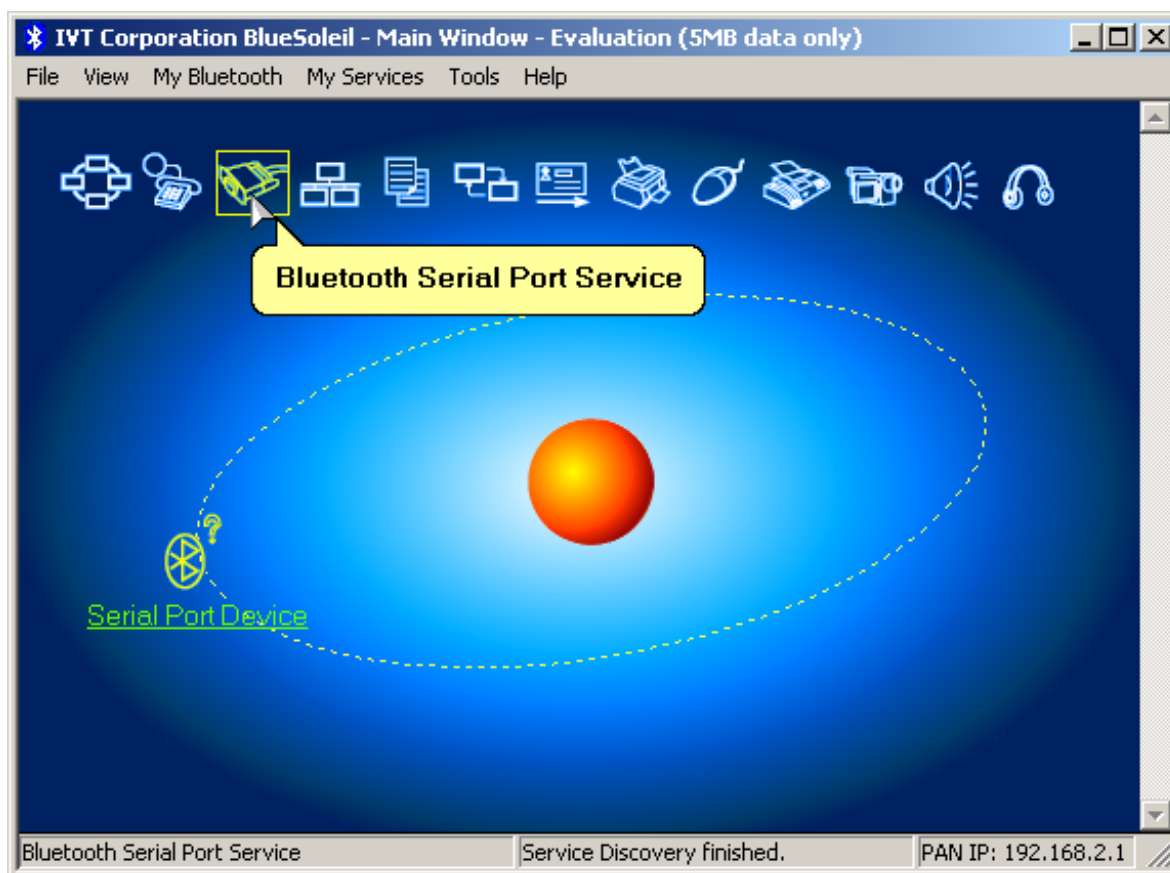 IVT Corporation BlueSoleil - Main Window - Evaluation (5MB data only)
File View My Bluetooth My Services Tools Help
Bluetooth Serial Port Service
?
Serial Port Device
Bluetooth Serial Port Service Service Discovery finished. PAN IP: 192.168.2.1